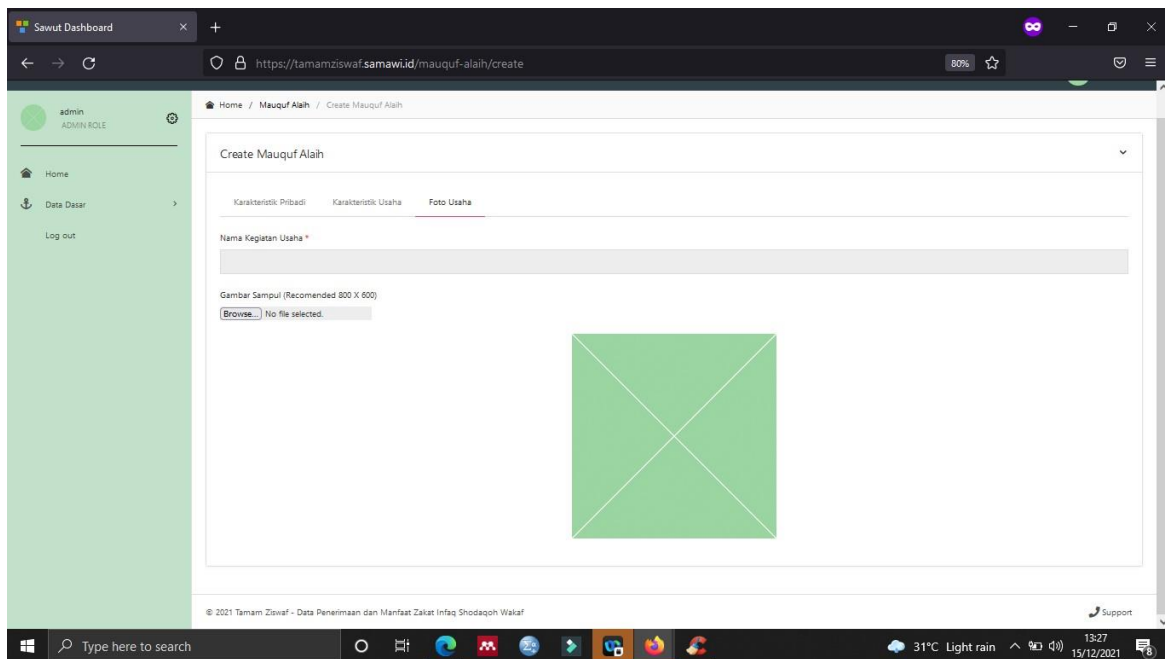 Sawut Dashboard
https://tamamziswaf.samawi.id/mauquf-alaih/create
80%
admin
ADMIN ROLE
Home
Data Dasar
Log out
Home / Mauquf Alaih / Create Mauquf Alaih
Create Mauquf Alaih
Karakteristik Pribadi Karakteristik Usaha Foto Usaha
Nama Kegiatan Usaha *
Gambar Sampul (Recomended 800 X 600)
Browse... No file selected.
© 2021 Tamam Ziswaf - Data Penerimaan dan Manfaat Zakat Infaq Shodaqoh Wakaf
Support
Type here to search
31°C Light rain
13:27
15/12/2021
8